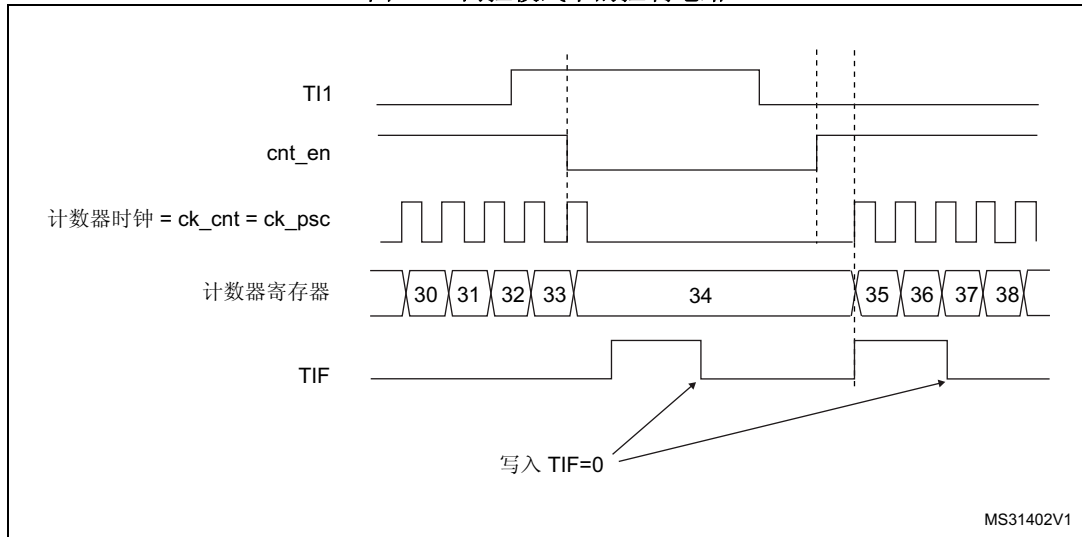 TI1
cnt_en
计数器时钟 = ck_cnt = ck_psc
计数器寄存器
30 31 32 33 34 35 36 37 38
TIF
写入 TIF=0
MS31402V1